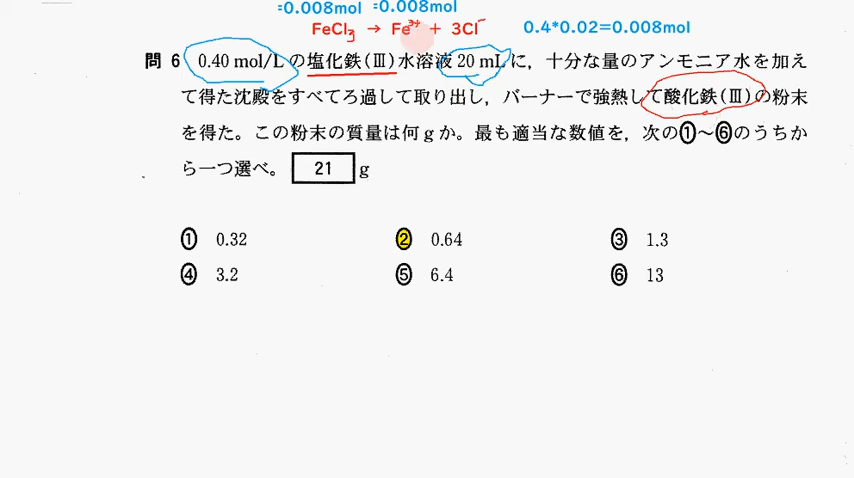 =0.008mol =0.008mol
FeCl₃ → Fe³⁺ + 3Cl⁻ 0.4*0.02=0.008mol
問 6 0.40 mol/L の塩化鉄(Ⅲ)水溶液 20 mL に，十分な量のアンモニア水を加え
て得た沈殿をすべてろ過して取り出し，バーナーで強熱して酸化鉄(Ⅲ)の粉末
を得た。この粉末の質量は何 g か。最も適当な数値を，次の①〜⑥のうちか
ら一つ選べ。 21 g
① 0.32 ② 0.64 ③ 1.3
④ 3.2 ⑤ 6.4 ⑥ 13